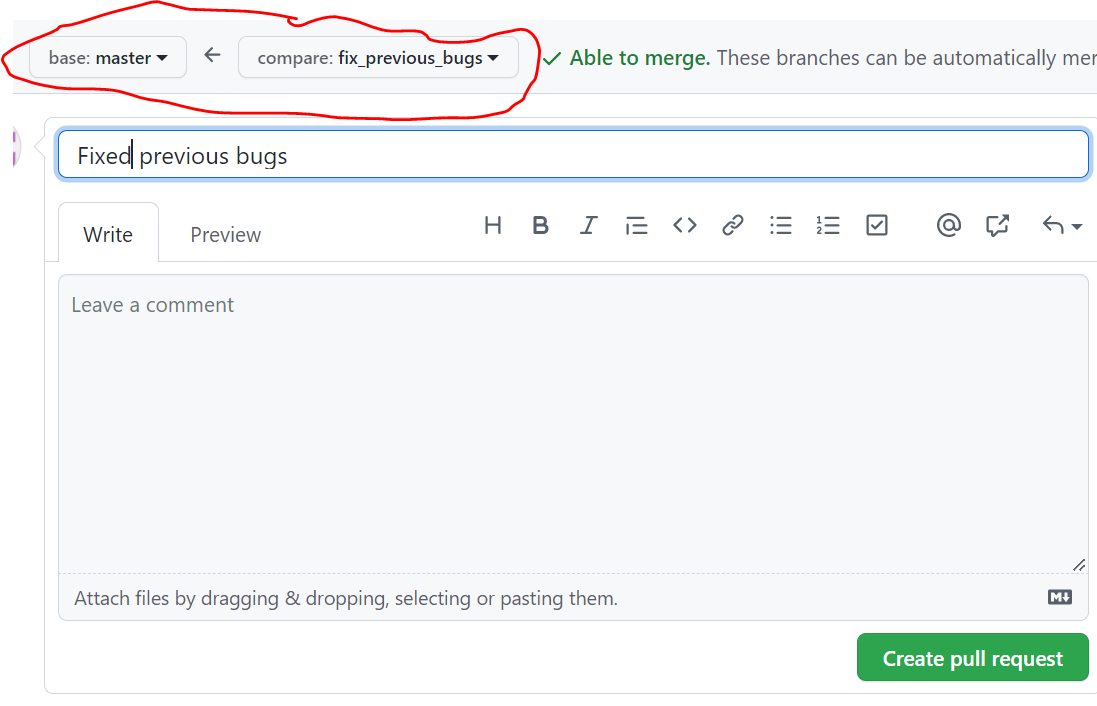 base: master compare: fix_previous_bugs Able to merge. These branches can be automatically mer
Fixed previous bugs
Write Preview H B I
Leave a comment
Attach files by dragging & dropping, selecting or pasting them.
Create pull request